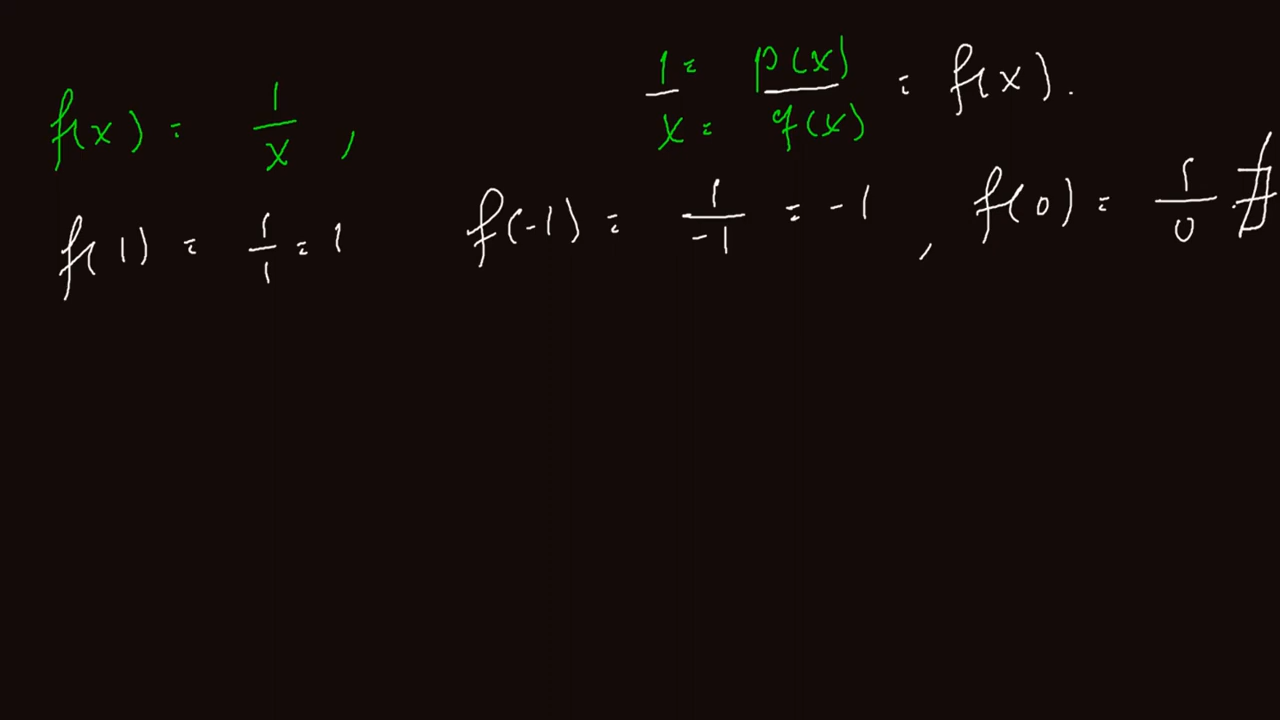 f(x) = 1/x , 1 = p(x) / x = q(x) = f(x).
f(1) = 1/1 = 1 f(-1) = 1/-1 = -1 , f(0) = 1/0 ∄